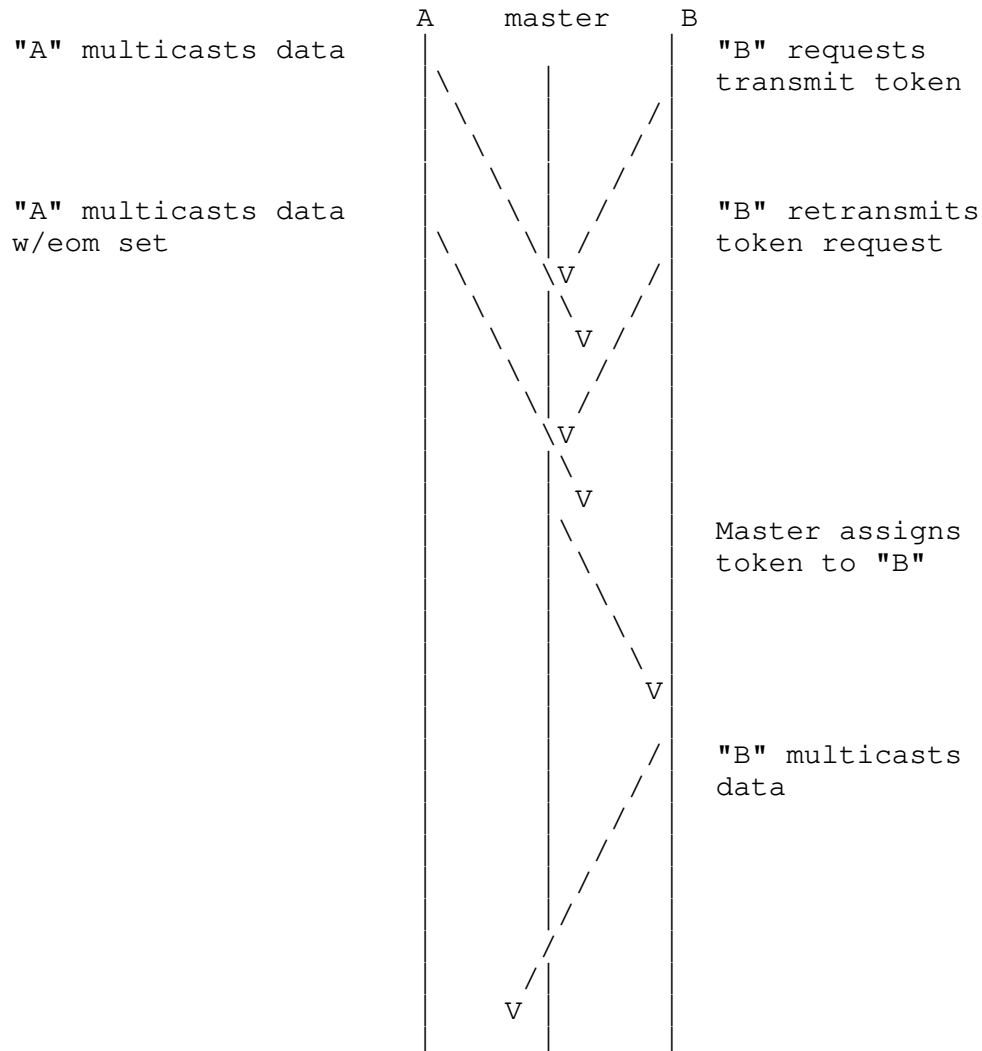 A master B
"A" multicasts data "B" requests
transmit token
"A" multicasts data "B" retransmits
w/eom set token request
V
V
V
V
Master assigns
token to "B"
V
"B" multicasts
data
V